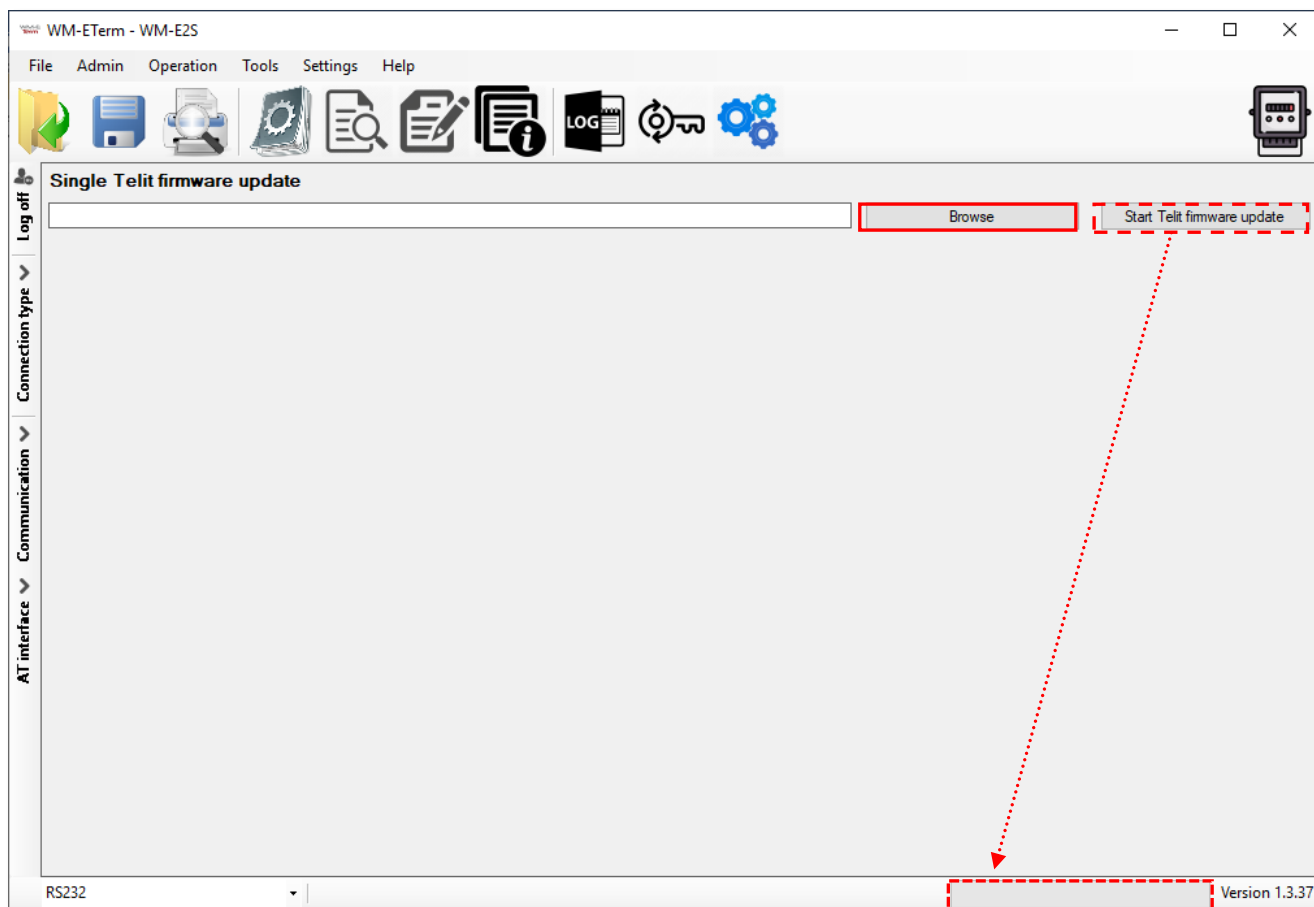 WM-ETerm - WM-E2S
File Admin Operation Tools Settings Help
LOG
Log off
Connection type
Communication
AT interface
Single Telit firmware update
Browse
Start Telit firmware update
RS232
Version 1.3.37